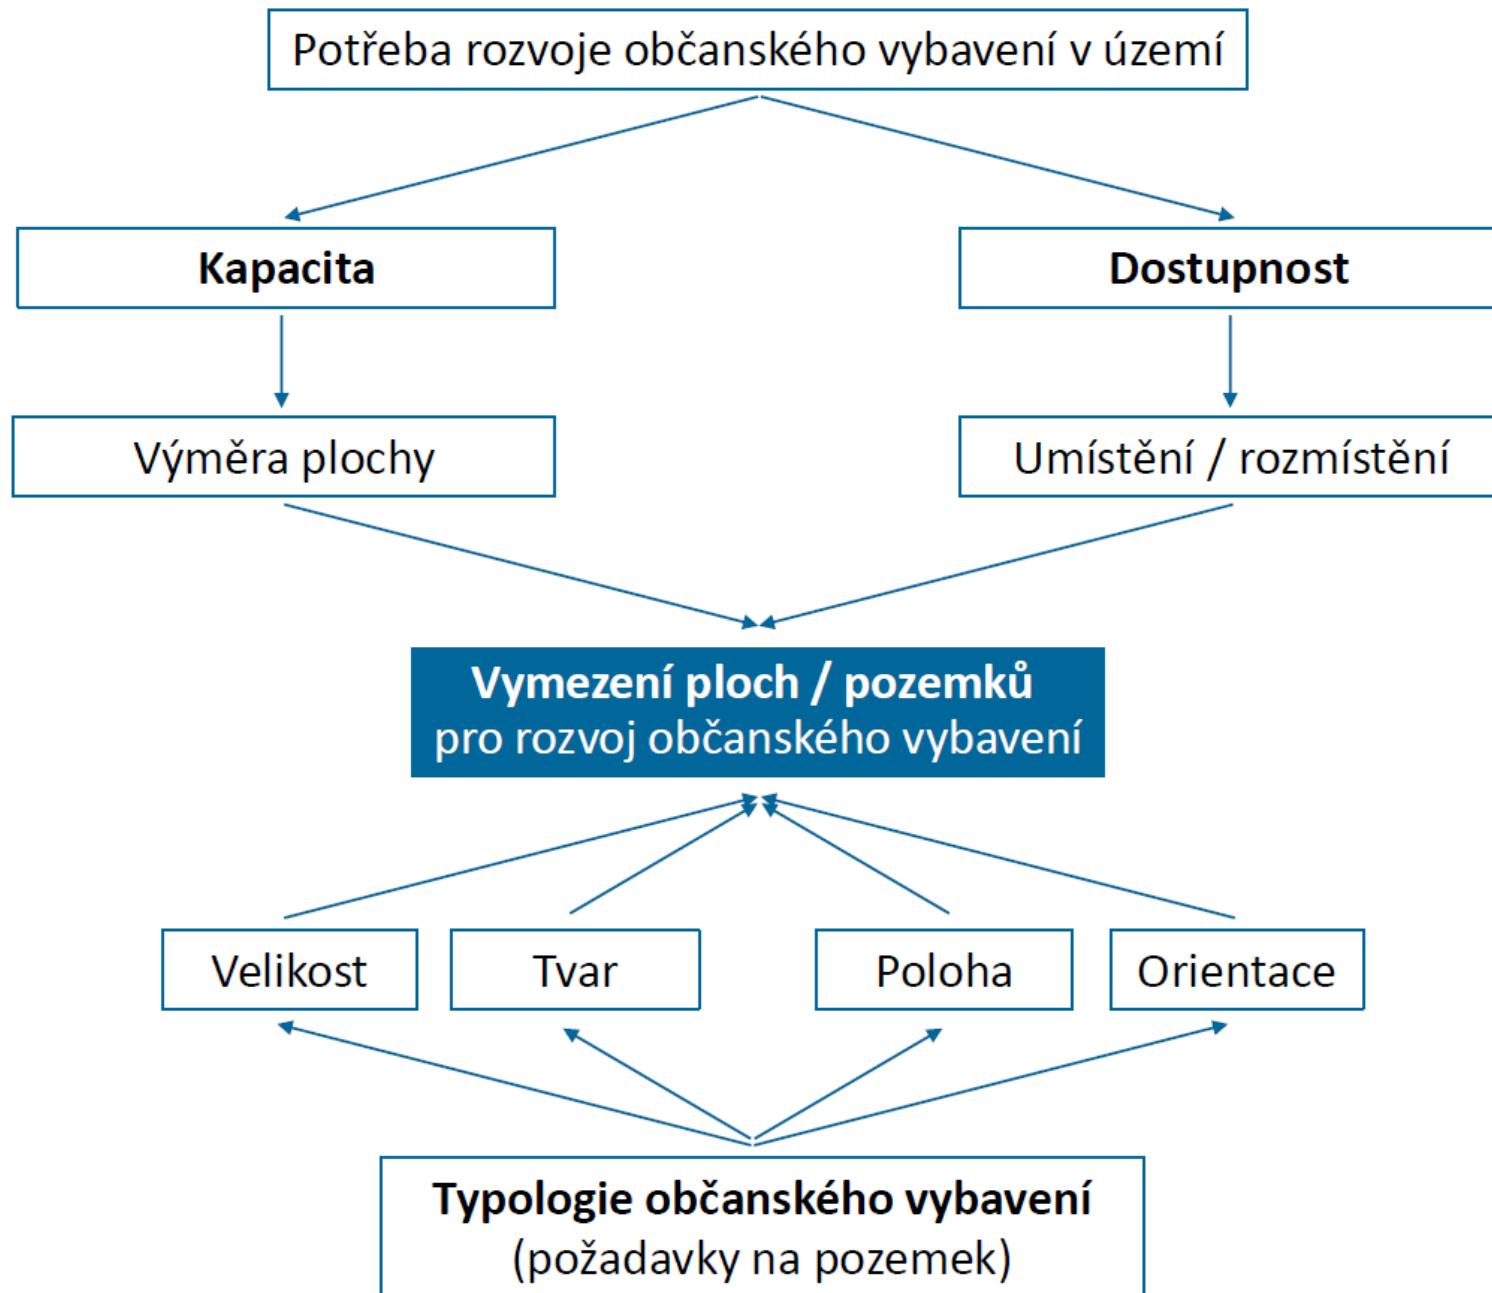 Potřeba rozvoje občanského vybavení v území
Kapacita
Dostupnost
Výměra plochy
Umístění / rozmístění
Vymezení ploch / pozemků
pro rozvoj občanského vybavení
Velikost
Tvar
Poloha
Orientace
Typologie občanského vybavení
(požadavky na pozemek)